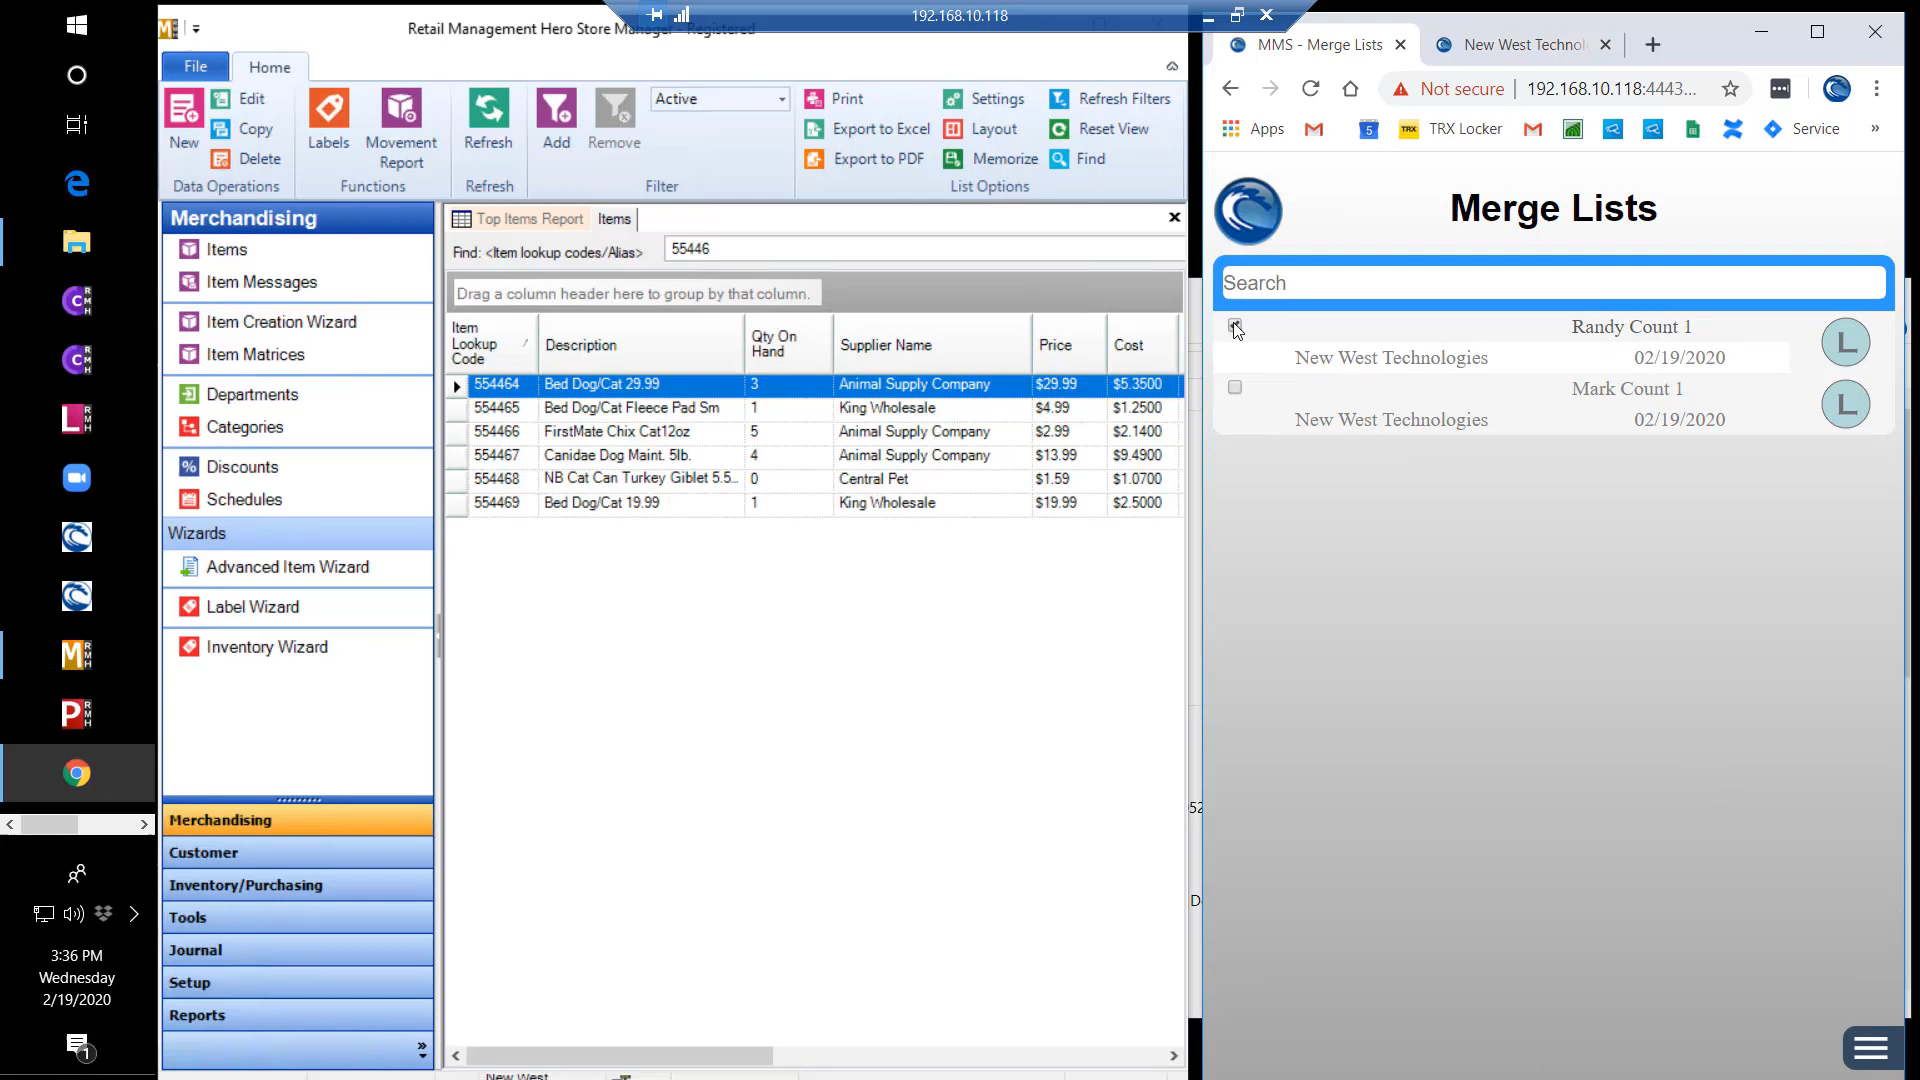 192.168.10.118
Retail Management Hero Store Manager - Registered
File
Home
New
Edit
Copy
Delete
Data Operations
Labels
Movement
Report
Functions
Refresh
Refresh
Add
Remove
Active
Filter
Print
Export to Excel
Export to PDF
Settings
Layout
Memorize
Refresh Filters
Reset View
Find
List Options
Merchandising
Items
Item Messages
Item Creation Wizard
Item Matrices
Departments
Categories
Discounts
Schedules
Wizards
Advanced Item Wizard
Label Wizard
Inventory Wizard
Merchandising
Customer
Inventory/Purchasing
Tools
Journal
Setup
Reports
Top Items Report
Items
Find: <Item lookup codes/Alias>
55446
Drag a column header here to group by that column.
Item Lookup Code Description Qty On Hand Supplier Name Price Cost
554464 Bed Dog/Cat 29.99 3 Animal Supply Company $29.99 $5.3500
554465 Bed Dog/Cat Fleece Pad Sm 1 King Wholesale $4.99 $1.2500
554466 FirstMate Chix Cat12oz 5 Animal Supply Company $2.99 $2.1400
554467 Canidae Dog Maint. 5lb. 4 Animal Supply Company $13.99 $9.4900
554468 NB Cat Can Turkey Giblet 5.5... 0 Central Pet $1.59 $1.0700
554469 Bed Dog/Cat 19.99 1 King Wholesale $19.99 $2.5000
New West
MMS - Merge Lists
New West Technol
Not secure
192.168.10.118:4443...
Apps
5
TRX
TRX Locker
Service
»
Merge Lists
Search
Randy Count 1
New West Technologies 02/19/2020
L
Mark Count 1
New West Technologies 02/19/2020
L
52
D
C RMH
C RMH
L RMH
M RMH
P RMH
3:36 PM
Wednesday
2/19/2020
1